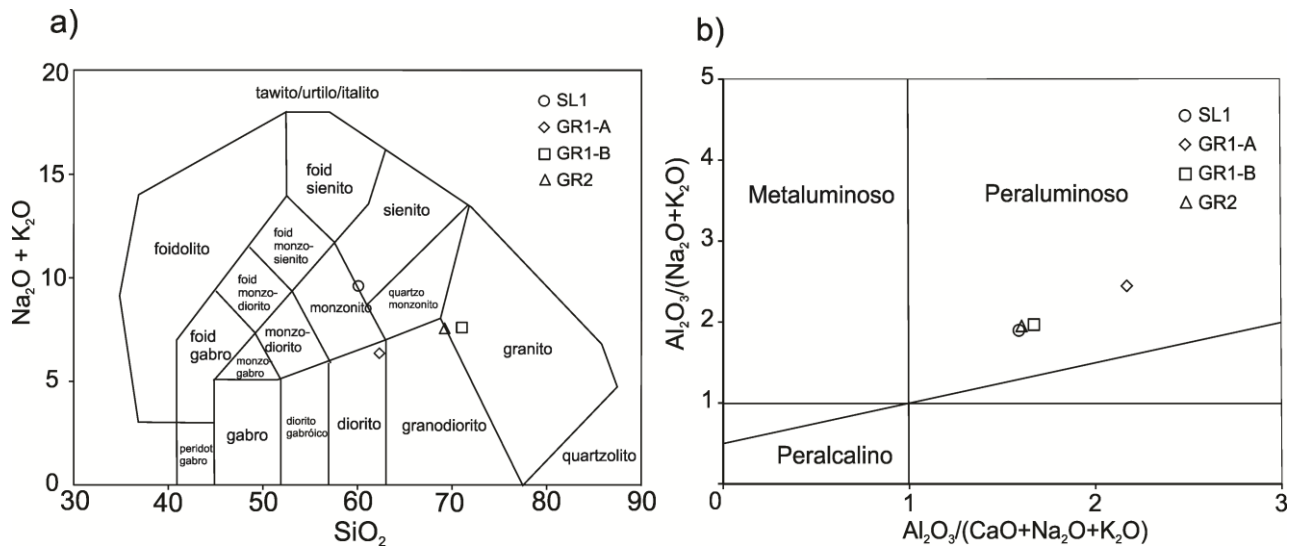 a)
20
15
10
5
0
Na₂O + K₂O
tawito/urtilo/italito
SL1
GR1-A
GR1-B
GR2
foid
sienito
sienito
foidolito
foid
monzo-
sienito
foid
monzo-
diorito
monzonito
quartzo
monzonito
foid
gabro
monzo-
diorito
monzo-
gabro
granito
peridot
gabro
gabro
diorito
gabróico
diorito
granodiorito
quartzolito
30
40
50
60
70
80
90
SiO₂
b)
5
4
3
2
1
Al₂O₃/(Na₂O+K₂O)
SL1
GR1-A
GR1-B
GR2
Metaluminoso
Peraluminoso
Peralcalino
0
1
2
3
Al₂O₃/(CaO+Na₂O+K₂O)